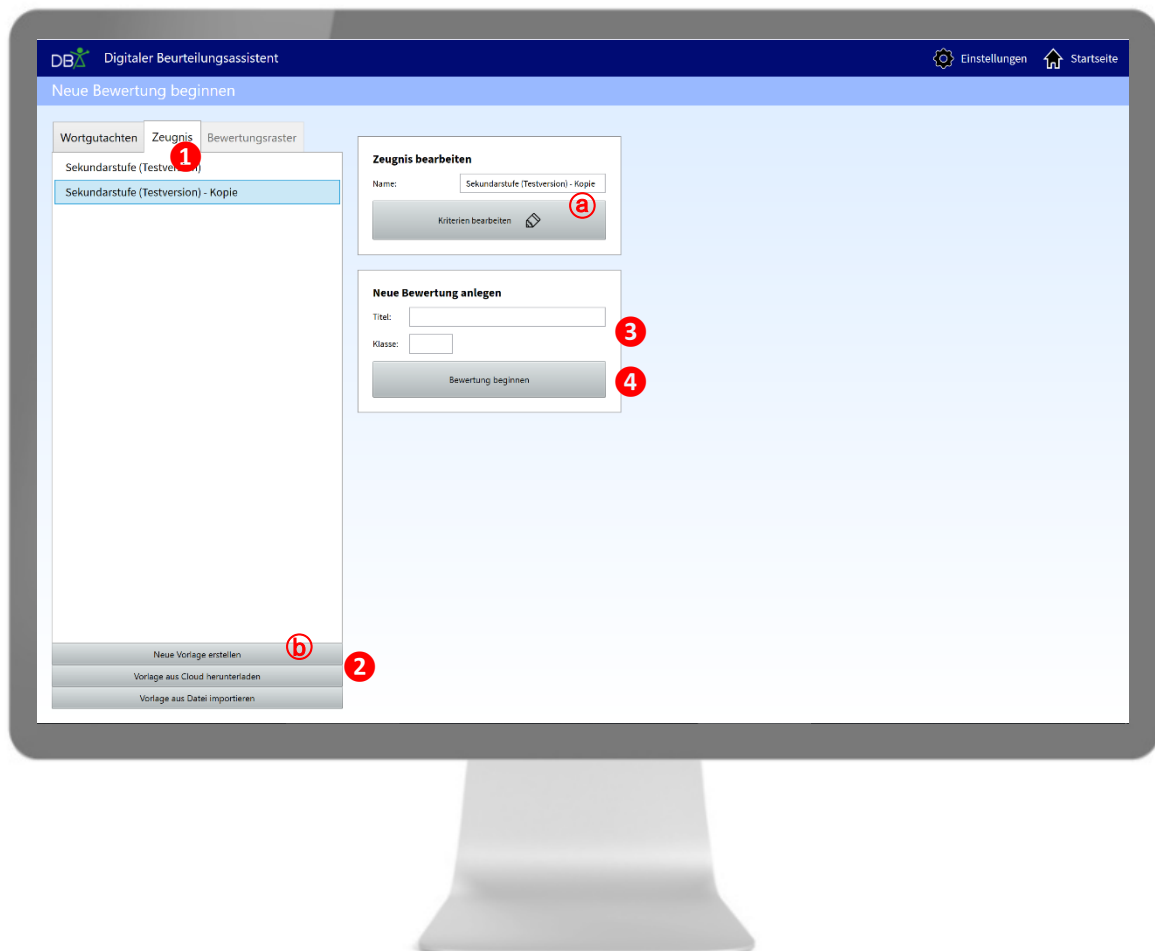 DBA Digitaler Beurteilungsassistent Einstellungen Startseite
Neue Bewertung beginnen
Wortgutachten Zeugnis Bewertungsraster
1
Sekundarstufe (Testversion)
Sekundarstufe (Testversion) - Kopie
Zeugnis bearbeiten
Name: Sekundarstufe (Testversion) - Kopie
a
Kriterien bearbeiten
Neue Bewertung anlegen
Titel:
3
Klasse:
Bewertung beginnen 4
Neue Vorlage erstellen b
2
Vorlage aus Cloud herunterladen
Vorlage aus Datei importieren